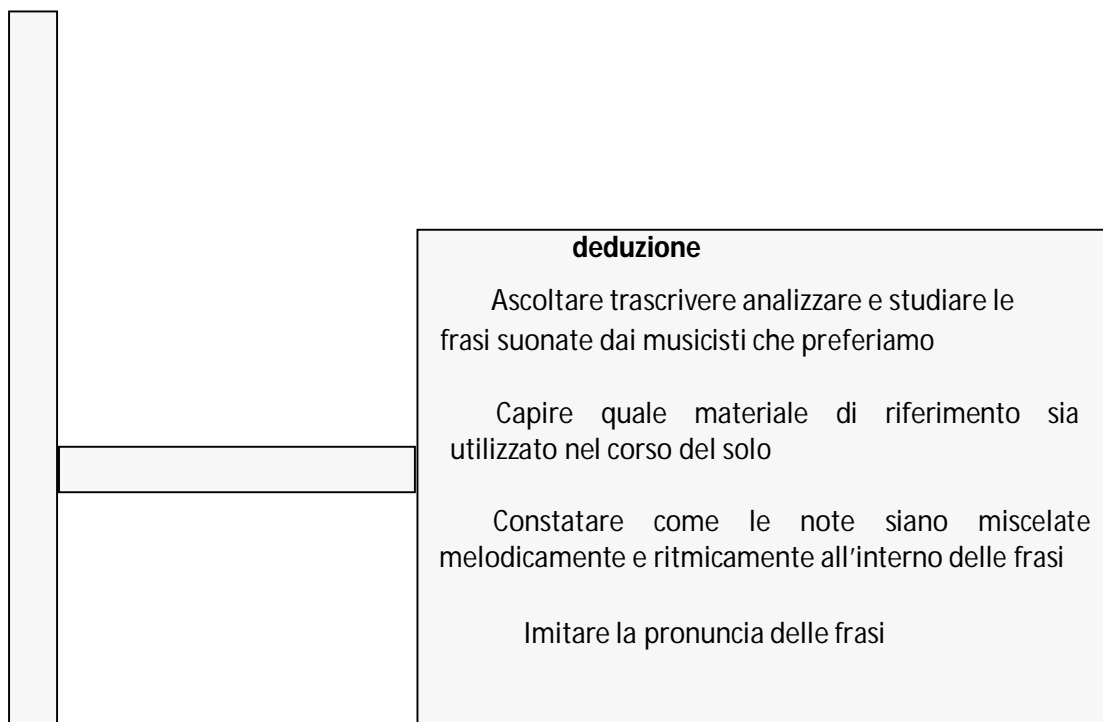 deduzione
Ascoltare trascrivere analizzare e studiare le
frasi suonate dai musicisti che preferiamo
Capire quale materiale di riferimento sia
utilizzato nel corso del solo
Constatare come le note siano miscelate
melodicamente e ritmicamente all’interno delle frasi
Imitare la pronuncia delle frasi